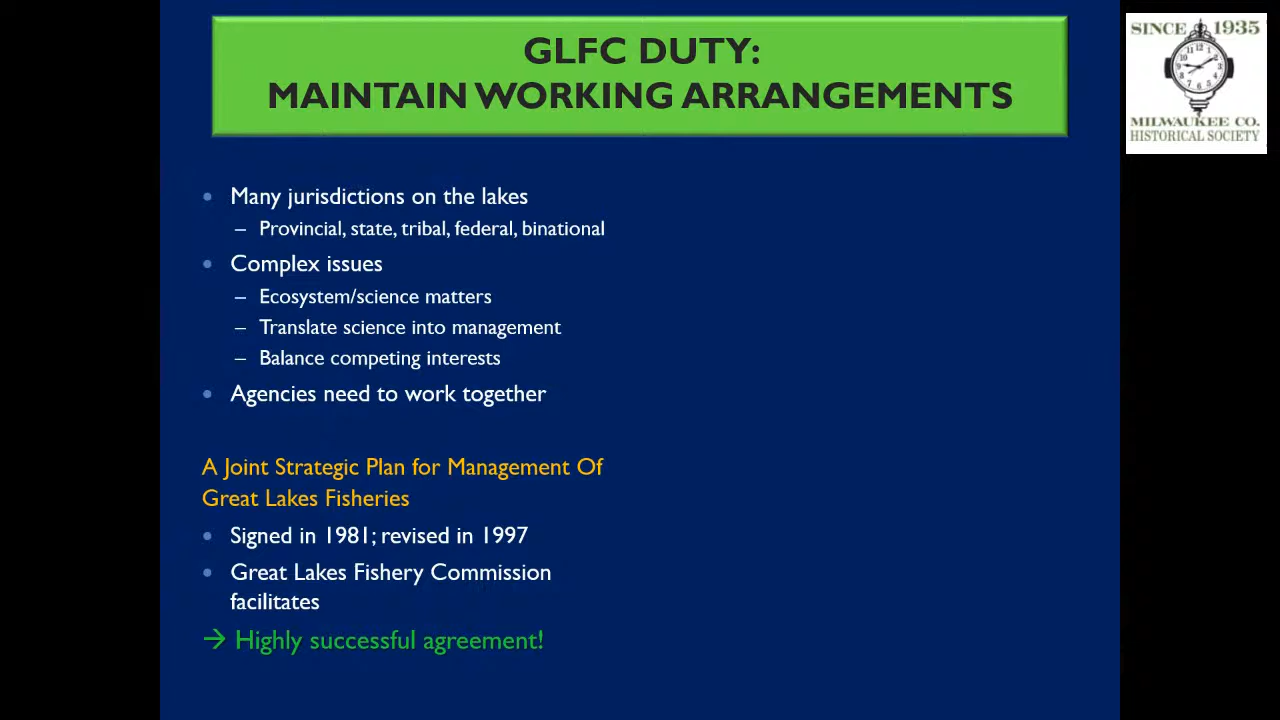 GLFC DUTY:
MAINTAIN WORKING ARRANGEMENTS
SINCE 1935
MILWAUKEE CO.
HISTORICAL SOCIETY
• Many jurisdictions on the lakes
– Provincial, state, tribal, federal, binational
• Complex issues
– Ecosystem/science matters
– Translate science into management
– Balance competing interests
• Agencies need to work together
A Joint Strategic Plan for Management Of
Great Lakes Fisheries
• Signed in 1981; revised in 1997
• Great Lakes Fishery Commission
facilitates
→ Highly successful agreement!